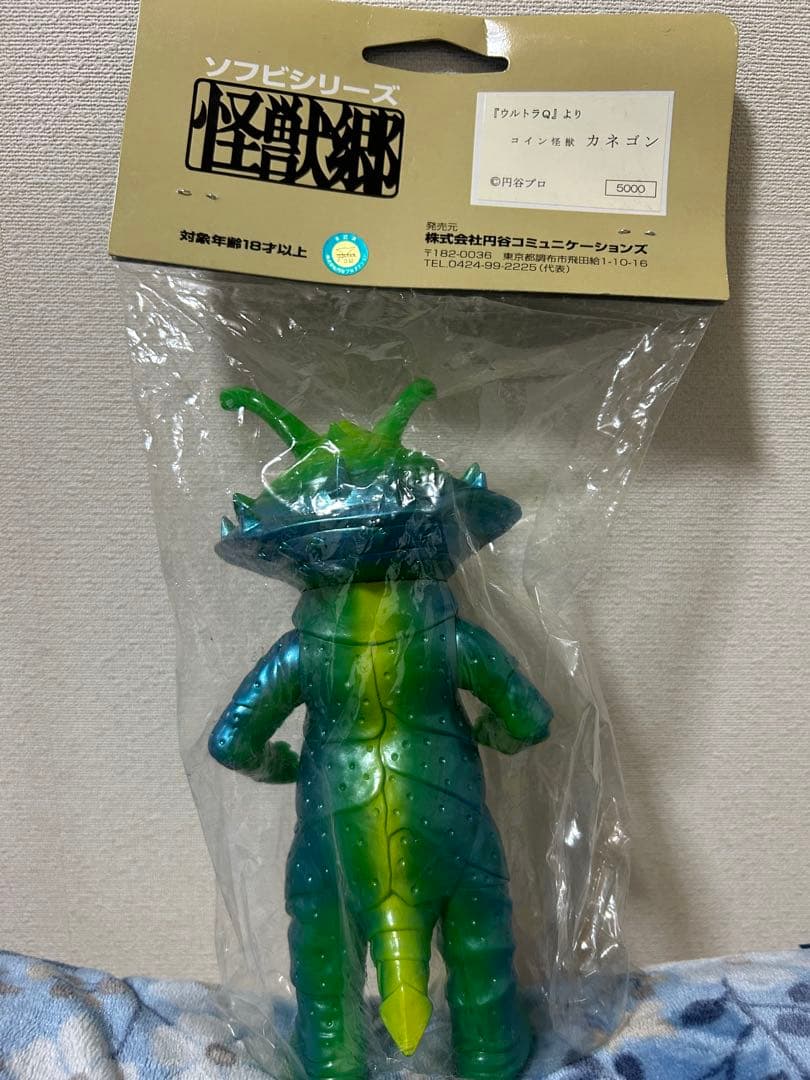 ソフビシリーズ
怪獣郷
『ウルトラQ』より
コイン怪獣 カネゴン
©円谷プロ
5000
対象年齢18才以上
発売元
株式会社円谷コミュニケーションズ
〒182-0036 東京都調布市飛田給1-10-16
TEL.0424-99-2225(代表)